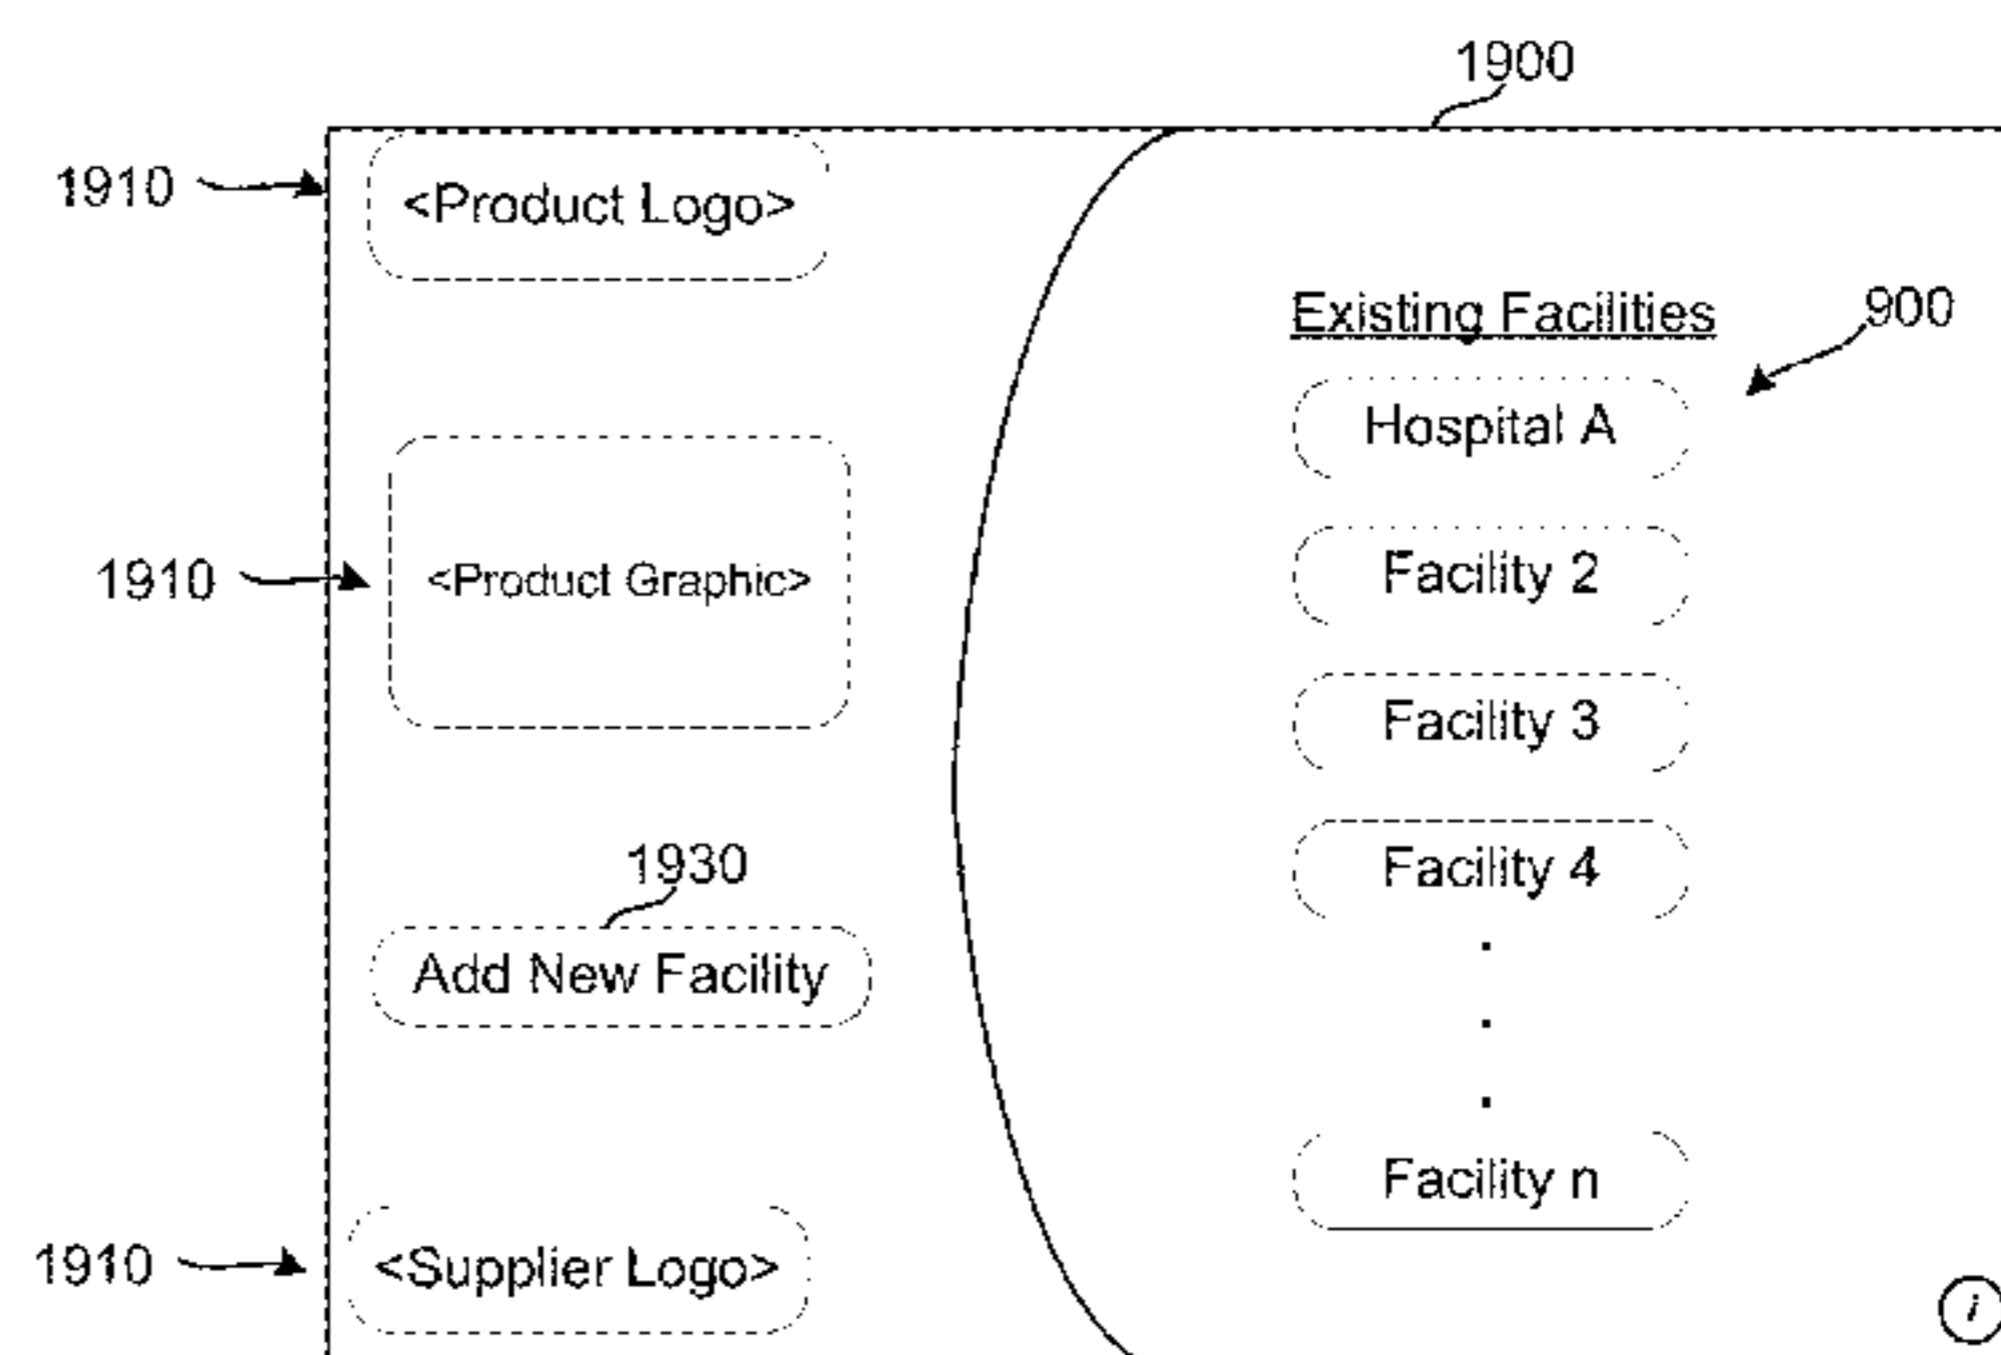 1900
1910
<Product Logo>
Existing Facilities
900
Hospital A
1910
<Product Graphic>
Facility 2
Facility 3
1930
Facility 4
Add New Facility
Facility n
1910
<Supplier Logo>
i